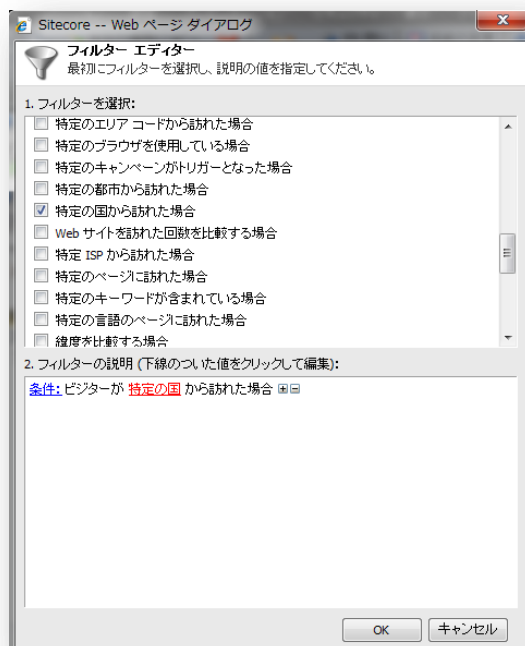 Sitecore -- Web ページ ダイアログ
フィルター エディター
最初にフィルターを選択し、説明の値を指定してください。
1. フィルターを選択:
特定のエリア コードから訪れた場合
特定のブラウザを使用している場合
特定のキャンペーンがトリガーとなった場合
特定の都市から訪れた場合
特定の国から訪れた場合
Web サイトを訪れた回数を比較する場合
特定 ISP から訪れた場合
特定のページに訪れた場合
特定のキーワードが含まれている場合
特定の言語のページに訪れた場合
緯度を比較する場合
2. フィルターの説明 (下線のついた値をクリックして編集):
条件: ビジターが 特定の国 から訪れた場合
OK キャンセル